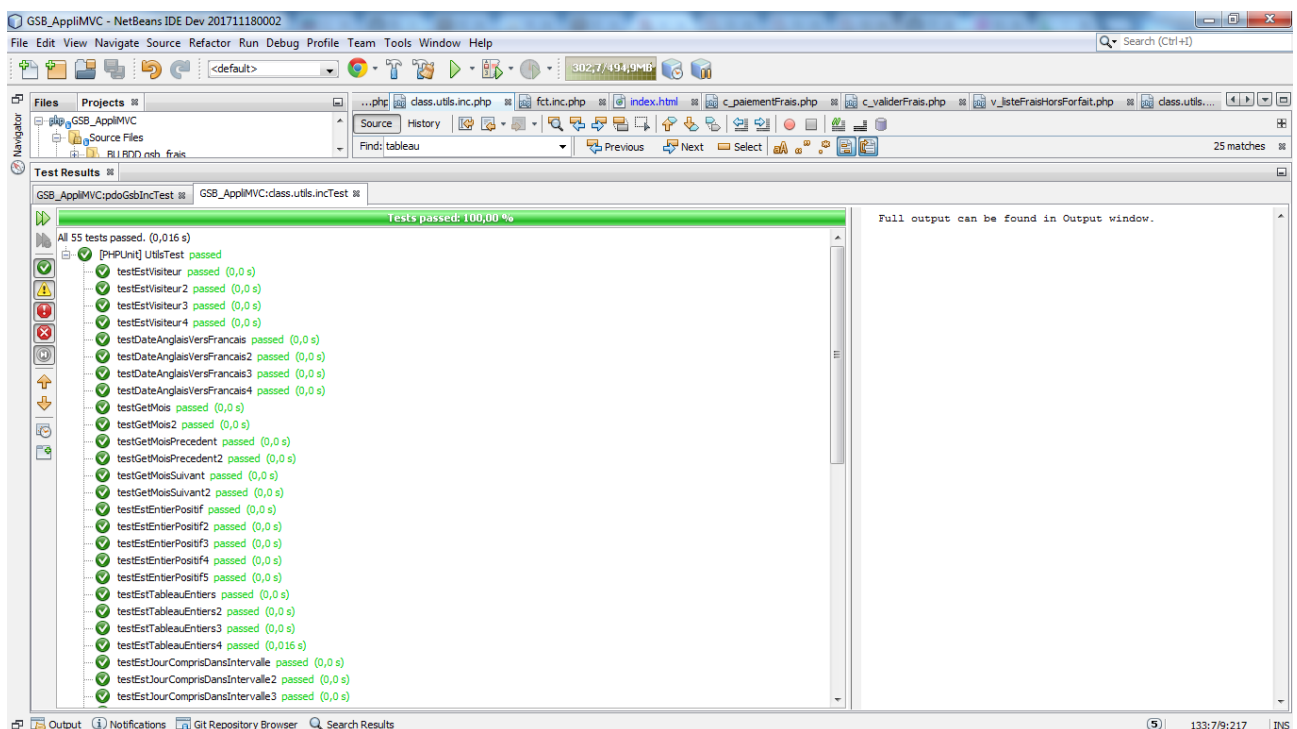 GSB_AppliMVC - NetBeans IDE Dev 201711180002
File Edit View Navigate Source Refactor Run Debug Profile Team Tools Window Help
Search (Ctrl+I)
<default>
302,7/494,9MB
Files Projects
...php class.utils.inc.php fct.inc.php index.html c_paiementFrais.php c_validerFrais.php v_listeFraisHorsForfait.php class.utils....
Navigator
GSB_AppliMVC
Source Files
Source History
Find: tableau
Previous Next Select
25 matches
Test Results
GSB_AppliMVC:pdoGsbIncTest GSB_AppliMVC:class.utils.incTest
Tests passed: 100,00 %
Full output can be found in Output window.
All 55 tests passed. (0,016 s)
[PHPUnit] UtilsTest passed
testEstVisiteur passed (0,0 s)
testEstVisiteur2 passed (0,0 s)
testEstVisiteur3 passed (0,0 s)
testEstVisiteur4 passed (0,0 s)
testDateAnglaisVersFrancais passed (0,0 s)
testDateAnglaisVersFrancais2 passed (0,0 s)
testDateAnglaisVersFrancais3 passed (0,0 s)
testDateAnglaisVersFrancais4 passed (0,0 s)
testGetMois passed (0,0 s)
testGetMois2 passed (0,0 s)
testGetMoisPrecedent passed (0,0 s)
testGetMoisPrecedent2 passed (0,0 s)
testGetMoisSuivant passed (0,0 s)
testGetMoisSuivant2 passed (0,0 s)
testEstEntierPositif passed (0,0 s)
testEstEntierPositif2 passed (0,0 s)
testEstEntierPositif3 passed (0,0 s)
testEstEntierPositif4 passed (0,0 s)
testEstEntierPositif5 passed (0,0 s)
testEstTableauEntiers passed (0,0 s)
testEstTableauEntiers2 passed (0,0 s)
testEstTableauEntiers3 passed (0,0 s)
testEstTableauEntiers4 passed (0,016 s)
testEstJourComprisDansIntervalle passed (0,0 s)
testEstJourComprisDansIntervalle2 passed (0,0 s)
testEstJourComprisDansIntervalle3 passed (0,0 s)
Output Notifications Git Repository Browser Search Results
5 133:7/9:217 INS